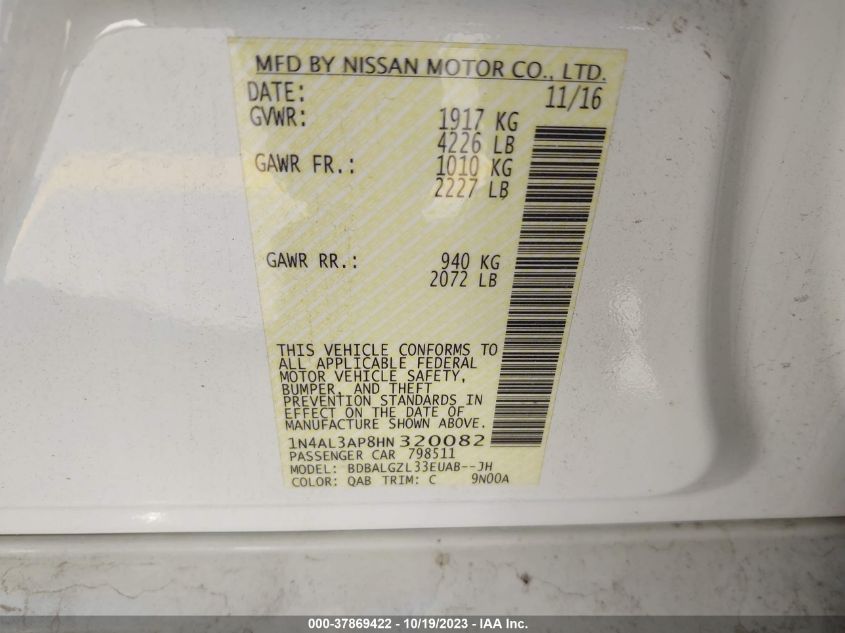 MFD BY NISSAN MOTOR CO., LTD.
DATE: 11/16
GVWR: 1917 KG
4226 LB
GAWR FR.: 1010 KG
2227 LB
GAWR RR.: 940 KG
2072 LB
THIS VEHICLE CONFORMS TO
ALL APPLICABLE FEDERAL
MOTOR VEHICLE SAFETY,
BUMPER, AND THEFT
PREVENTION STANDARDS IN
EFFECT ON THE DATE OF
MANUFACTURE SHOWN ABOVE.
1N4AL3AP8HN320082
PASSENGER CAR 798511
MODEL: BDBALGZL33EUAB--JH
COLOR: QAB TRIM: C 9N00A
000-37869422 - 10/19/2023 - IAA Inc.